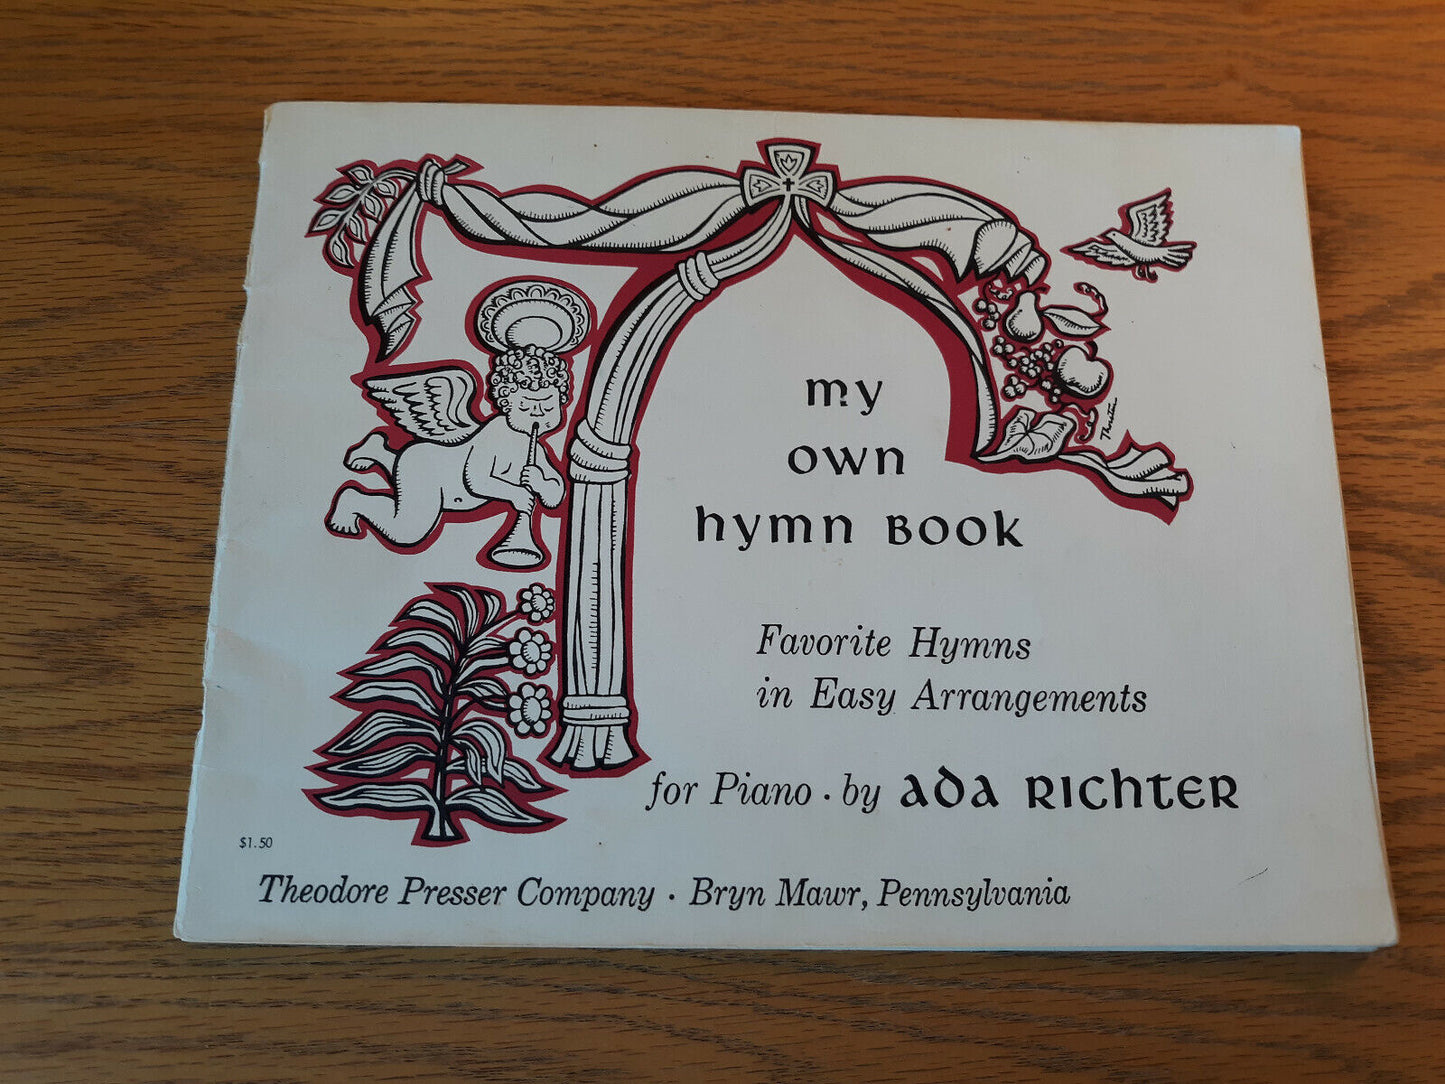 my
own
hymn BOOK
Favorite Hymns
in Easy Arrangements
for Piano · by ADA RICHTER
$1.50
Theodore Presser Company · Bryn Mawr, Pennsylvania